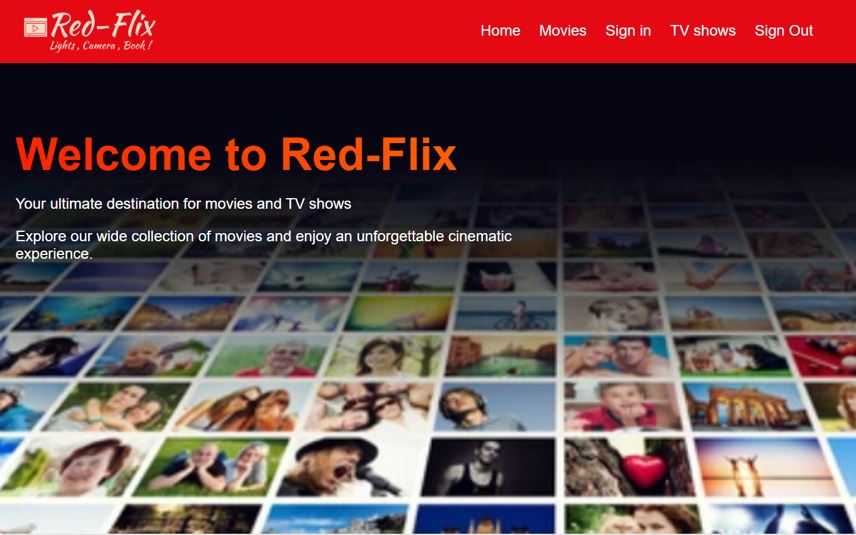 Red-Flix
Lights , Camera , Book !
Home Movies Sign in TV shows Sign Out
Welcome to Red-Flix
Your ultimate destination for movies and TV shows
Explore our wide collection of movies and enjoy an unforgettable cinematic
experience.